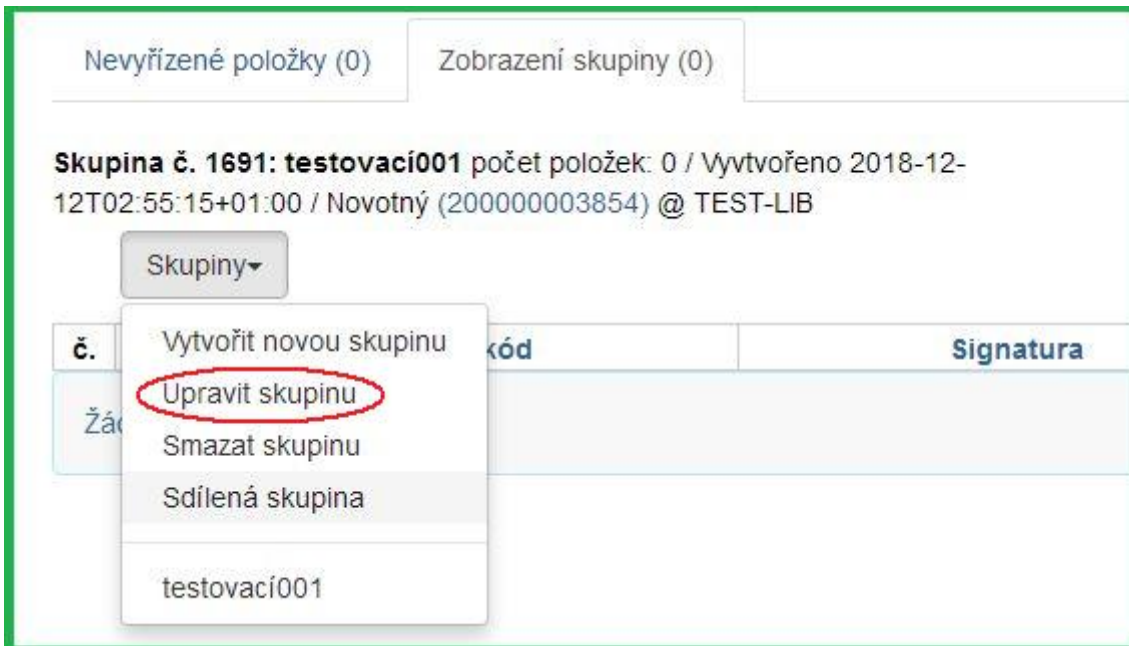 Nevyřízené položky (0) Zobrazení skupiny (0)
Skupina č. 1691: testovací001 počet položek: 0 / Vyvtvořeno 2018-12-
12T02:55:15+01:00 / Novotný (200000003854) @ TEST-LIB
Skupiny
č. kód Signatura
Vytvořit novou skupinu
Upravit skupinu
Smazat skupinu
Sdílená skupina
testovací001